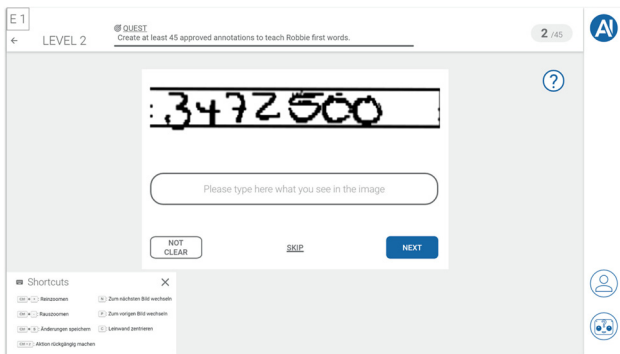 E 1
← LEVEL 2
QUEST
Create at least 45 approved annotations to teach Robbie first words.
2 /45
AI
?
: 3472500 :
Please type here what you see in the image
NOT
CLEAR
SKIP
NEXT
Shortcuts
Reinzoomen
Zum nächsten Bild wechseln
Rauszoomen
Zum vorigen Bild wechseln
Änderungen speichern
Leinwand zentrieren
Aktion rückgängig machen